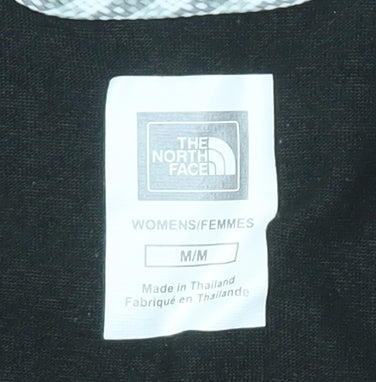 THE
NORTH
FACE
WOMENS/FEMMES
M/M
Made in Thailand
Fabriqué en Thailande